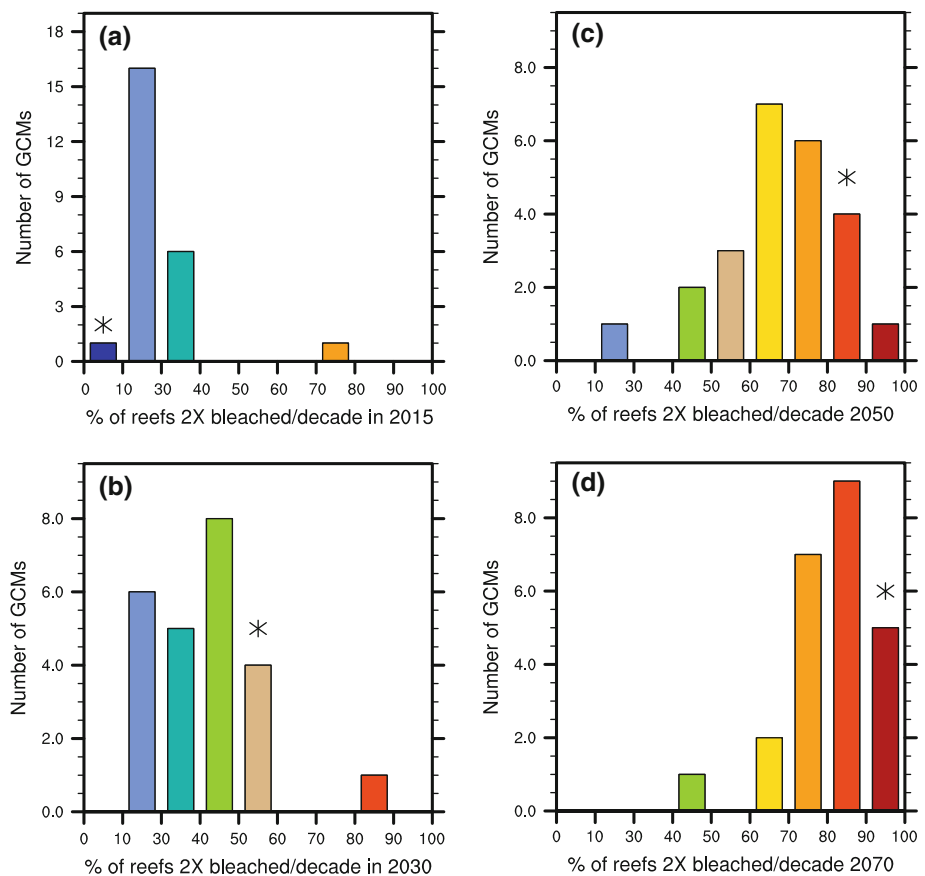 (a)
Number of GCMs
18
15
12
9
6
3
0
0 10 20 30 40 50 60 70 80 90 100
% of reefs 2X bleached/decade in 2015
(b)
Number of GCMs
8.0
6.0
4.0
2.0
0.0
0 10 20 30 40 50 60 70 80 90 100
% of reefs 2X bleached/decade in 2030
(c)
Number of GCMs
8.0
6.0
4.0
2.0
0.0
0 10 20 30 40 50 60 70 80 90 100
% of reefs 2X bleached/decade 2050
(d)
Number of GCMs
8.0
6.0
4.0
2.0
0.0
0 10 20 30 40 50 60 70 80 90 100
% of reefs 2X bleached/decade 2070